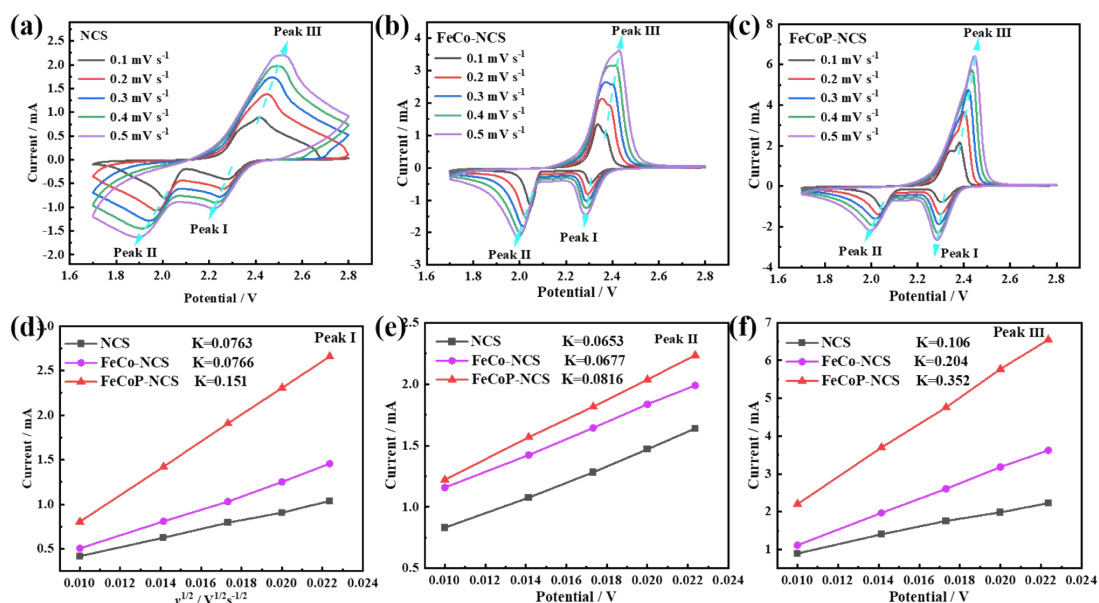 (a)
NCS
Peak III
0.1 mV s⁻¹
0.2 mV s⁻¹
0.3 mV s⁻¹
0.4 mV s⁻¹
0.5 mV s⁻¹
Peak I
Peak II
Current / mA
2.5
2.0
1.5
1.0
0.5
0.0
-0.5
-1.0
-1.5
-2.0
1.6 1.8 2.0 2.2 2.4 2.6 2.8
Potential / V
(b)
FeCo-NCS
Peak III
0.1 mV s⁻¹
0.2 mV s⁻¹
0.3 mV s⁻¹
0.4 mV s⁻¹
0.5 mV s⁻¹
Peak I
Peak II
Current / mA
4
3
2
1
0
-1
-2
-3
1.6 1.8 2.0 2.2 2.4 2.6 2.8
Potential / V
(c)
FeCoP-NCS
Peak III
0.1 mV s⁻¹
0.2 mV s⁻¹
0.3 mV s⁻¹
0.4 mV s⁻¹
0.5 mV s⁻¹
Peak II
Peak I
Current / mA
8
6
4
2
0
-2
-4
1.6 1.8 2.0 2.2 2.4 2.6 2.8
Potential / V
(d)
Peak I
NCS K=0.0763
FeCo-NCS K=0.0766
FeCoP-NCS K=0.151
Current / mA
3.0
2.5
2.0
1.5
1.0
0.5
0.010 0.012 0.014 0.016 0.018 0.020 0.022 0.024
v¹ᐟ² / V¹ᐟ²s⁻¹ᐟ²
(e)
Peak II
NCS K=0.0653
FeCo-NCS K=0.0677
FeCoP-NCS K=0.0816
Current / mA
2.5
2.0
1.5
1.0
0.5
0.010 0.012 0.014 0.016 0.018 0.020 0.022 0.024
Potential / V
(f)
Peak III
NCS K=0.106
FeCo-NCS K=0.204
FeCoP-NCS K=0.352
Current / mA
7
6
5
4
3
2
1
0.010 0.012 0.014 0.016 0.018 0.020 0.022 0.024
Potential / V